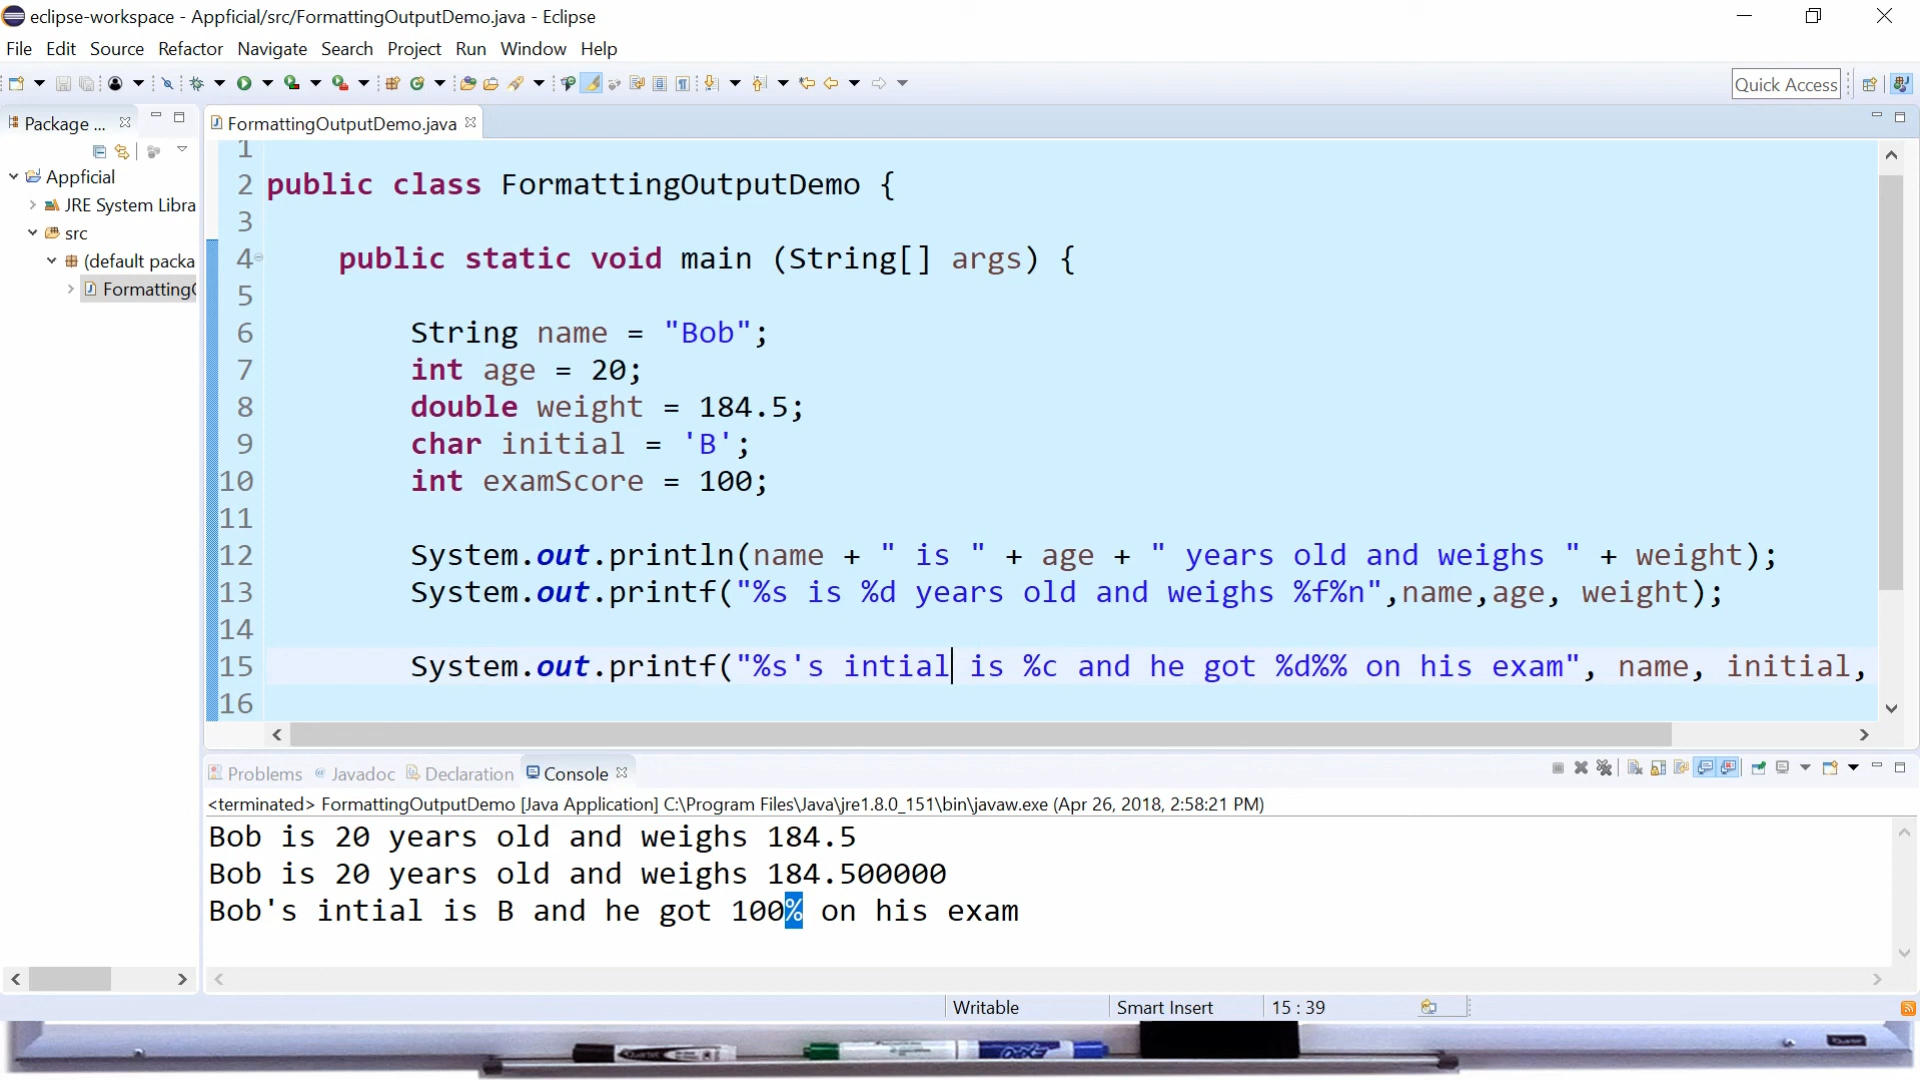 eclipse-workspace - Appficial/src/FormattingOutputDemo.java - Eclipse
File Edit Source Refactor Navigate Search Project Run Window Help
Quick Access
Package ...
FormattingOutputDemo.java
Appficial
JRE System Libra
src
(default packa
Formatting
1
2 public class FormattingOutputDemo {
3
4 public static void main (String[] args) {
5
6 String name = "Bob";
7 int age = 20;
8 double weight = 184.5;
9 char initial = 'B';
10 int examScore = 100;
11
12 System.out.println(name + " is " + age + " years old and weighs " + weight);
13 System.out.printf("%s is %d years old and weighs %f%n",name,age, weight);
14
15 System.out.printf("%s's intial is %c and he got %d%% on his exam", name, initial,
16
Problems Javadoc Declaration Console
<terminated> FormattingOutputDemo [Java Application] C:\Program Files\Java\jre1.8.0_151\bin\javaw.exe (Apr 26, 2018, 2:58:21 PM)
Bob is 20 years old and weighs 184.5
Bob is 20 years old and weighs 184.500000
Bob's intial is B and he got 100% on his exam
Writable Smart Insert 15 : 39